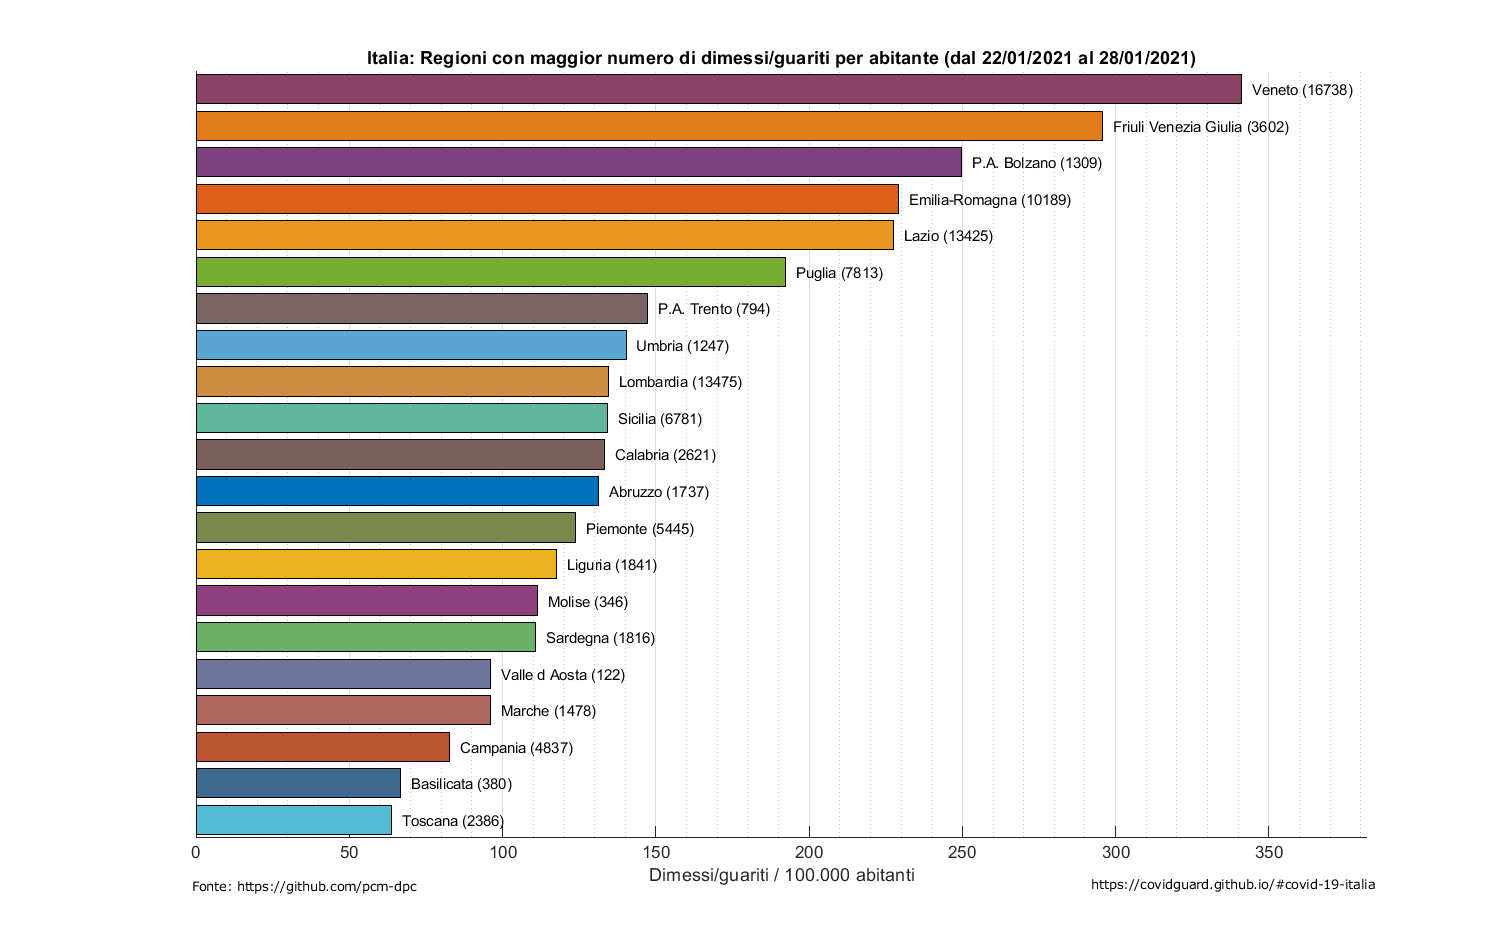 Italia: Regioni con maggior numero di dimessi/guariti per abitante (dal 22/01/2021 al 28/01/2021)
Veneto (16738)
Friuli Venezia Giulia (3602)
P.A. Bolzano (1309)
Emilia-Romagna (10189)
Lazio (13425)
Puglia (7813)
P.A. Trento (794)
Umbria (1247)
Lombardia (13475)
Sicilia (6781)
Calabria (2621)
Abruzzo (1737)
Piemonte (5445)
Liguria (1841)
Molise (346)
Sardegna (1816)
Valle d Aosta (122)
Marche (1478)
Campania (4837)
Basilicata (380)
Toscana (2386)
0 50 100 150 200 250 300 350
Dimessi/guariti / 100.000 abitanti
Fonte: https://github.com/pcm-dpc
https://covidguard.github.io/#covid-19-italia